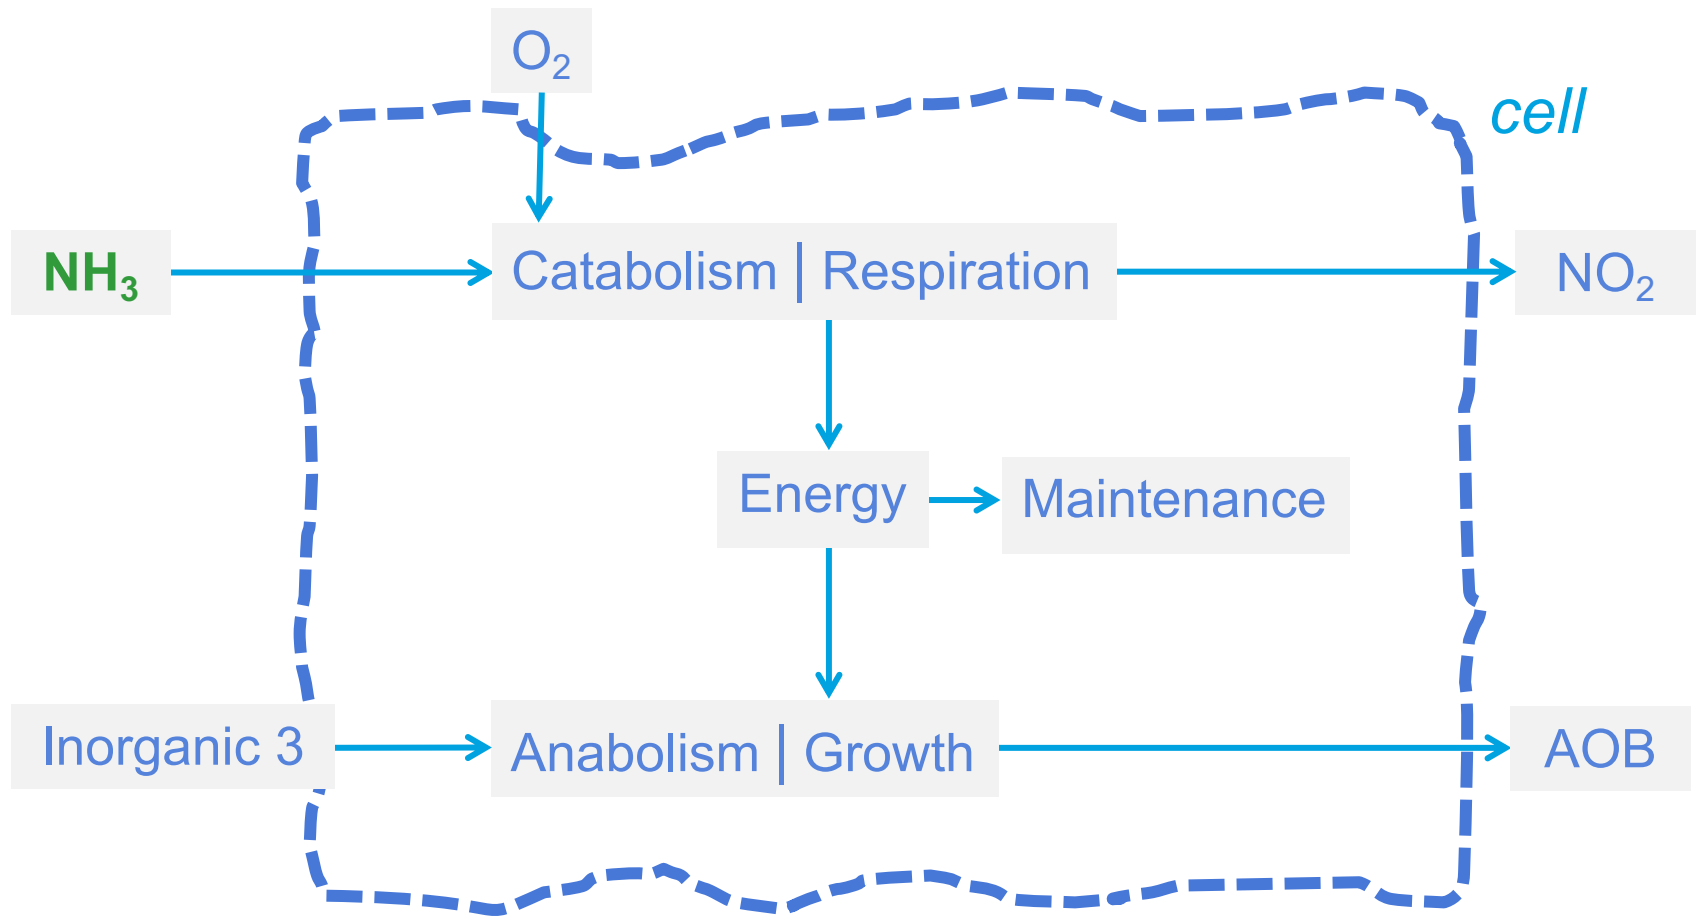 O₂
cell
NH₃
Catabolism | Respiration
NO₂
Energy
Maintenance
Inorganic 3
Anabolism | Growth
AOB